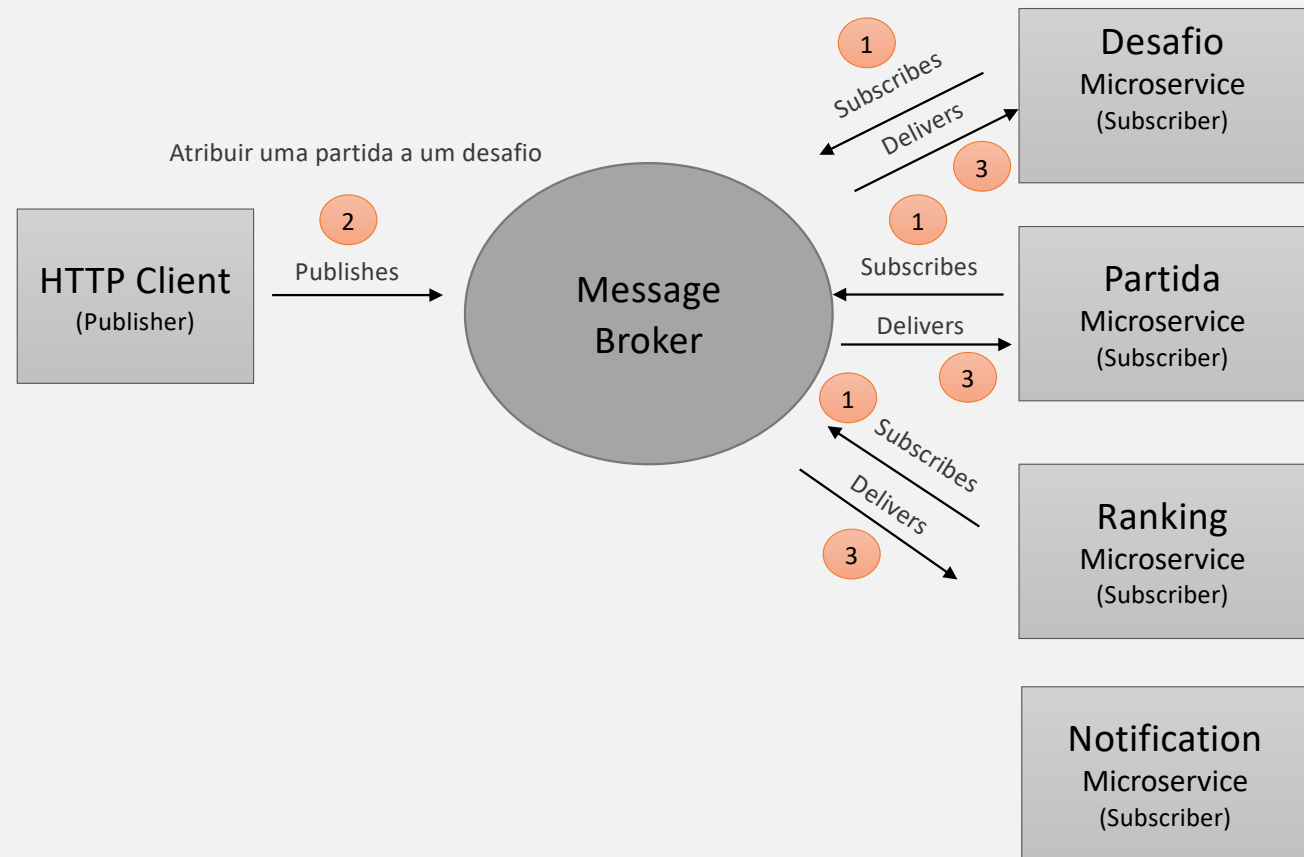 Atribuir uma partida a um desafio
HTTP Client
(Publisher)
2
Publishes
Message
Broker
1
Subscribes
Delivers
3
Desafio
Microservice
(Subscriber)
1
Subscribes
Delivers
3
Partida
Microservice
(Subscriber)
1
Subscribes
Delivers
3
Ranking
Microservice
(Subscriber)
Notification
Microservice
(Subscriber)